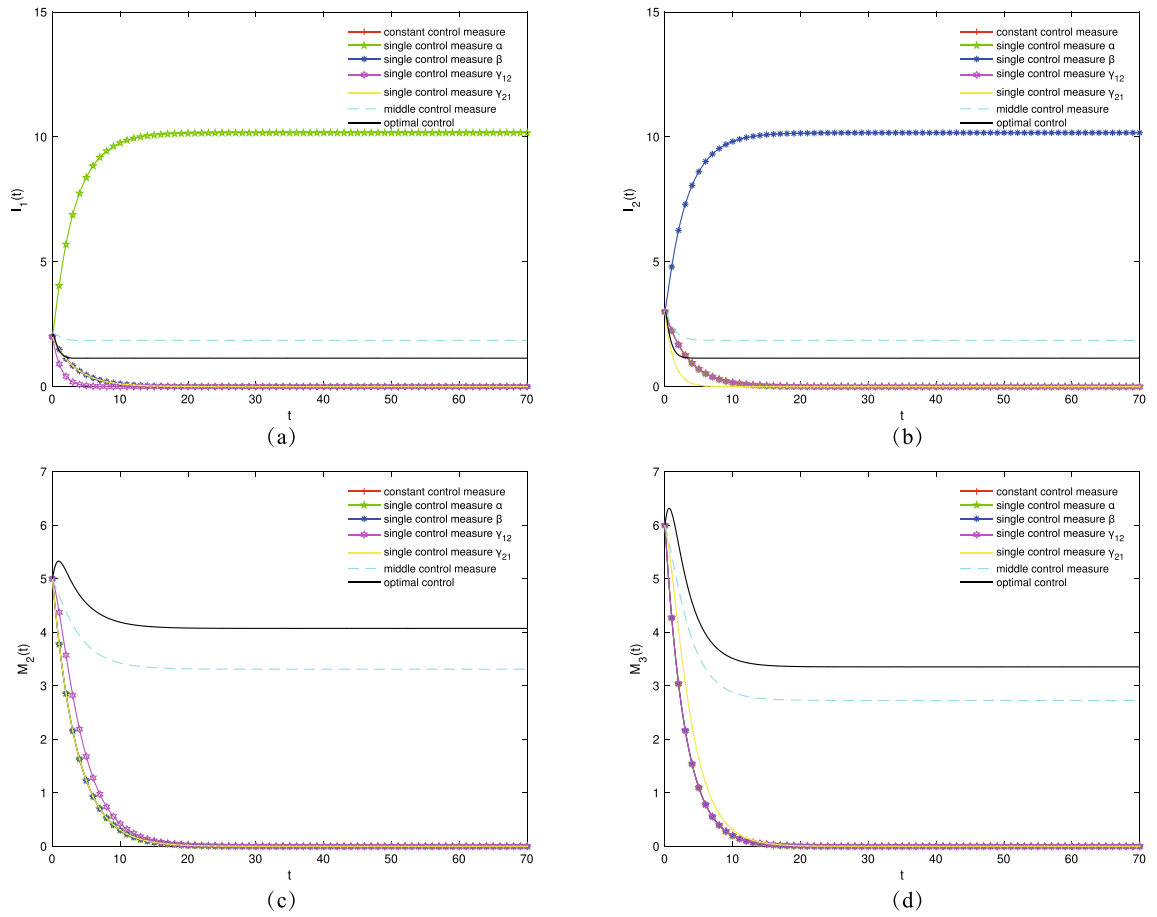 15
10
5
0
I1(t)
constant control measure
single control measure α
single control measure β
single control measure γ12
single control measure γ21
middle control measure
optimal control
0 10 20 30 40 50 60 70
t
(a)
15
10
5
0
I2(t)
constant control measure
single control measure α
single control measure β
single control measure γ12
single control measure γ21
middle control measure
optimal control
0 10 20 30 40 50 60 70
t
(b)
7
6
5
4
3
2
1
0
M2(t)
constant control measure
single control measure α
single control measure β
single control measure γ12
single control measure γ21
middle control measure
optimal control
0 10 20 30 40 50 60 70
t
(c)
7
6
5
4
3
2
1
0
M3(t)
constant control measure
single control measure α
single control measure β
single control measure γ12
single control measure γ21
middle control measure
optimal control
0 10 20 30 40 50 60 70
t
(d)